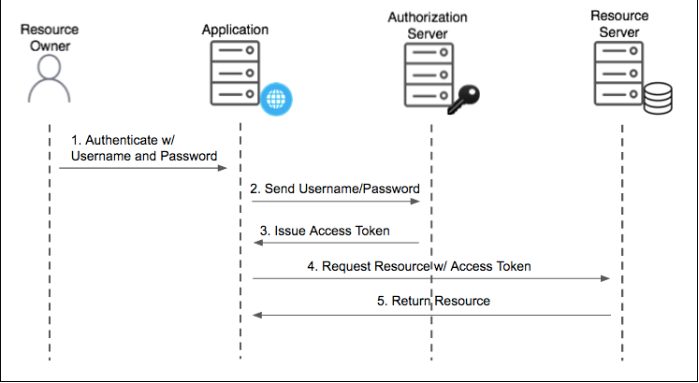 Resource
Owner
Application
Authorization
Server
Resource
Server
1. Authenticate w/
Username and Password
2. Send Username/Password
3. Issue Access Token
4. Request Resource w/ Access Token
5. Return Resource